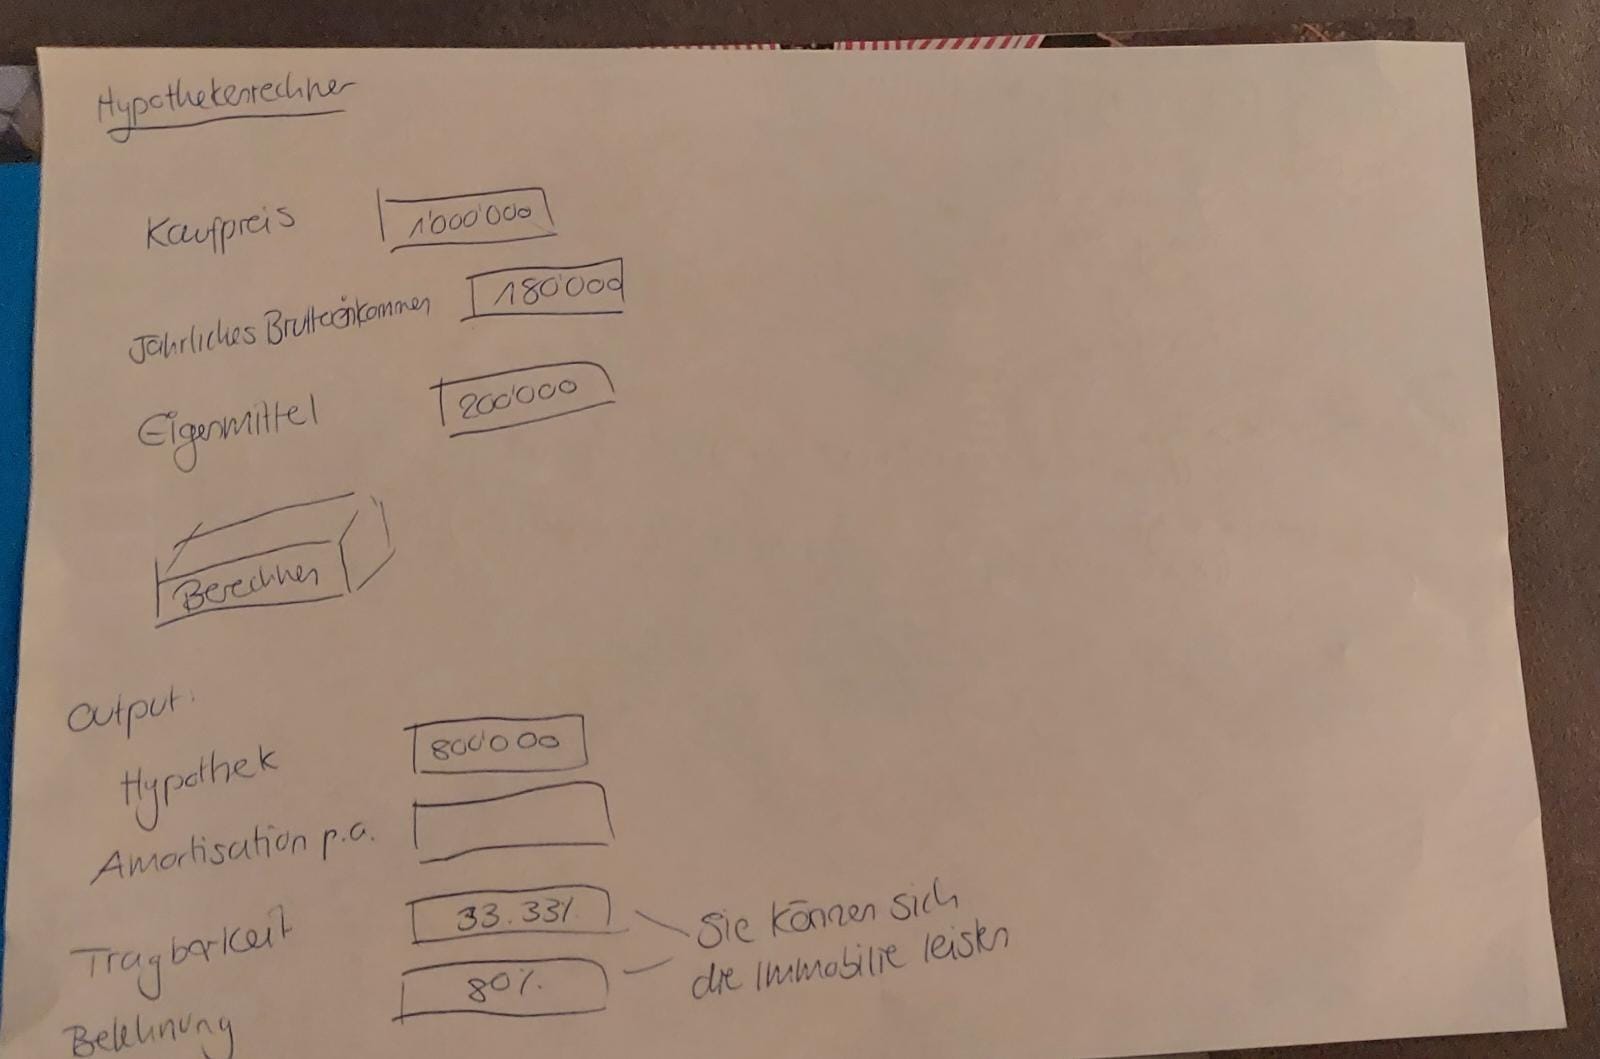 Hypothekenrechner
Kaufpreis 1'000'000
Jährliches Bruttoeinkommen 180'000
Eigenmittel 200'000
Berechnen
Output:
Hypothek 800'000
Amortisation p.a.
Tragbarkeit 33.33%
Sie können sich
die Immobilie leisten
Belehnung 80%